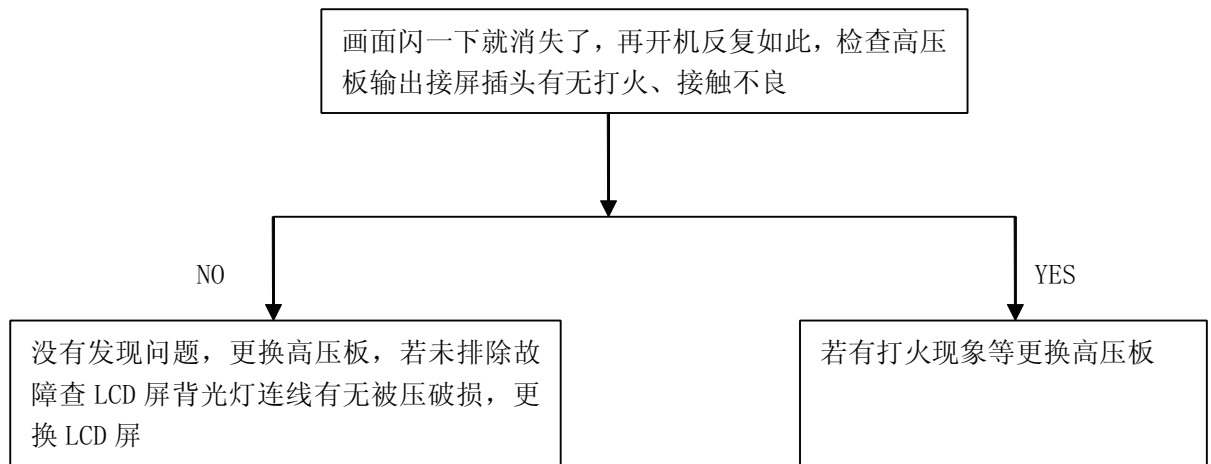 画面闪一下就消失了，再开机反复如此，检查高压
板输出接屏插头有无打火、接触不良
NO
YES
没有发现问题，更换高压板，若未排除故
障查 LCD 屏背光灯连线有无被压破损，更
换 LCD 屏
若有打火现象等更换高压板